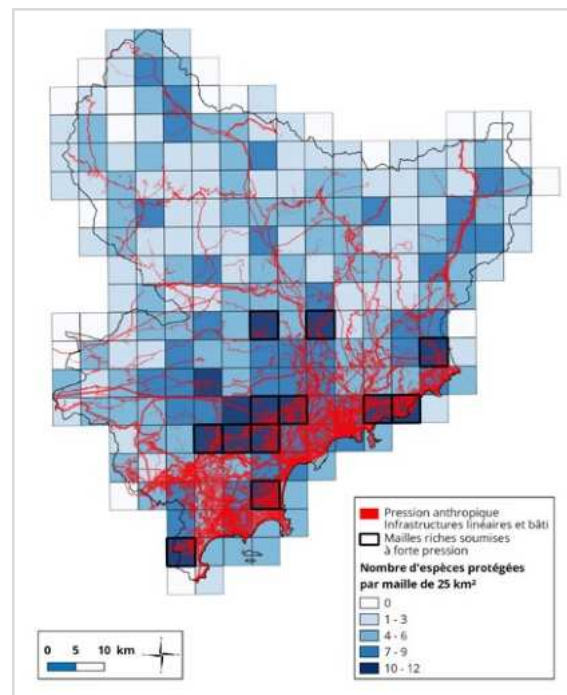 Pression anthropique
Infrastructures linéaires et bâti
Mailles riches soumises
à forte pression
Nombre d'espèces protégées
par maille de 25 km²
0
1 - 3
4 - 6
7 - 9
10 - 12
0 5 10 km